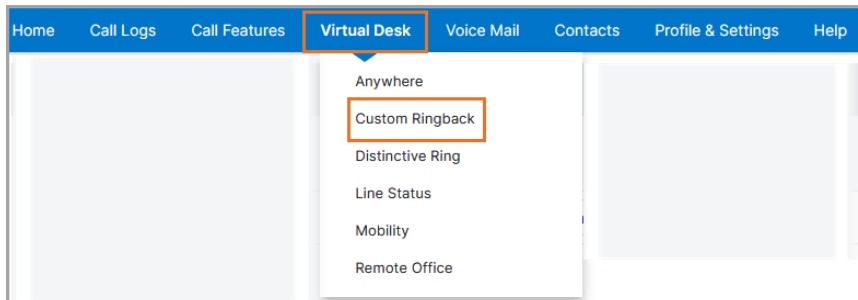 Home Call Logs Call Features Virtual Desk Voice Mail Contacts Profile & Settings Help
Anywhere
Custom Ringback
Distinctive Ring
Line Status
Mobility
Remote Office